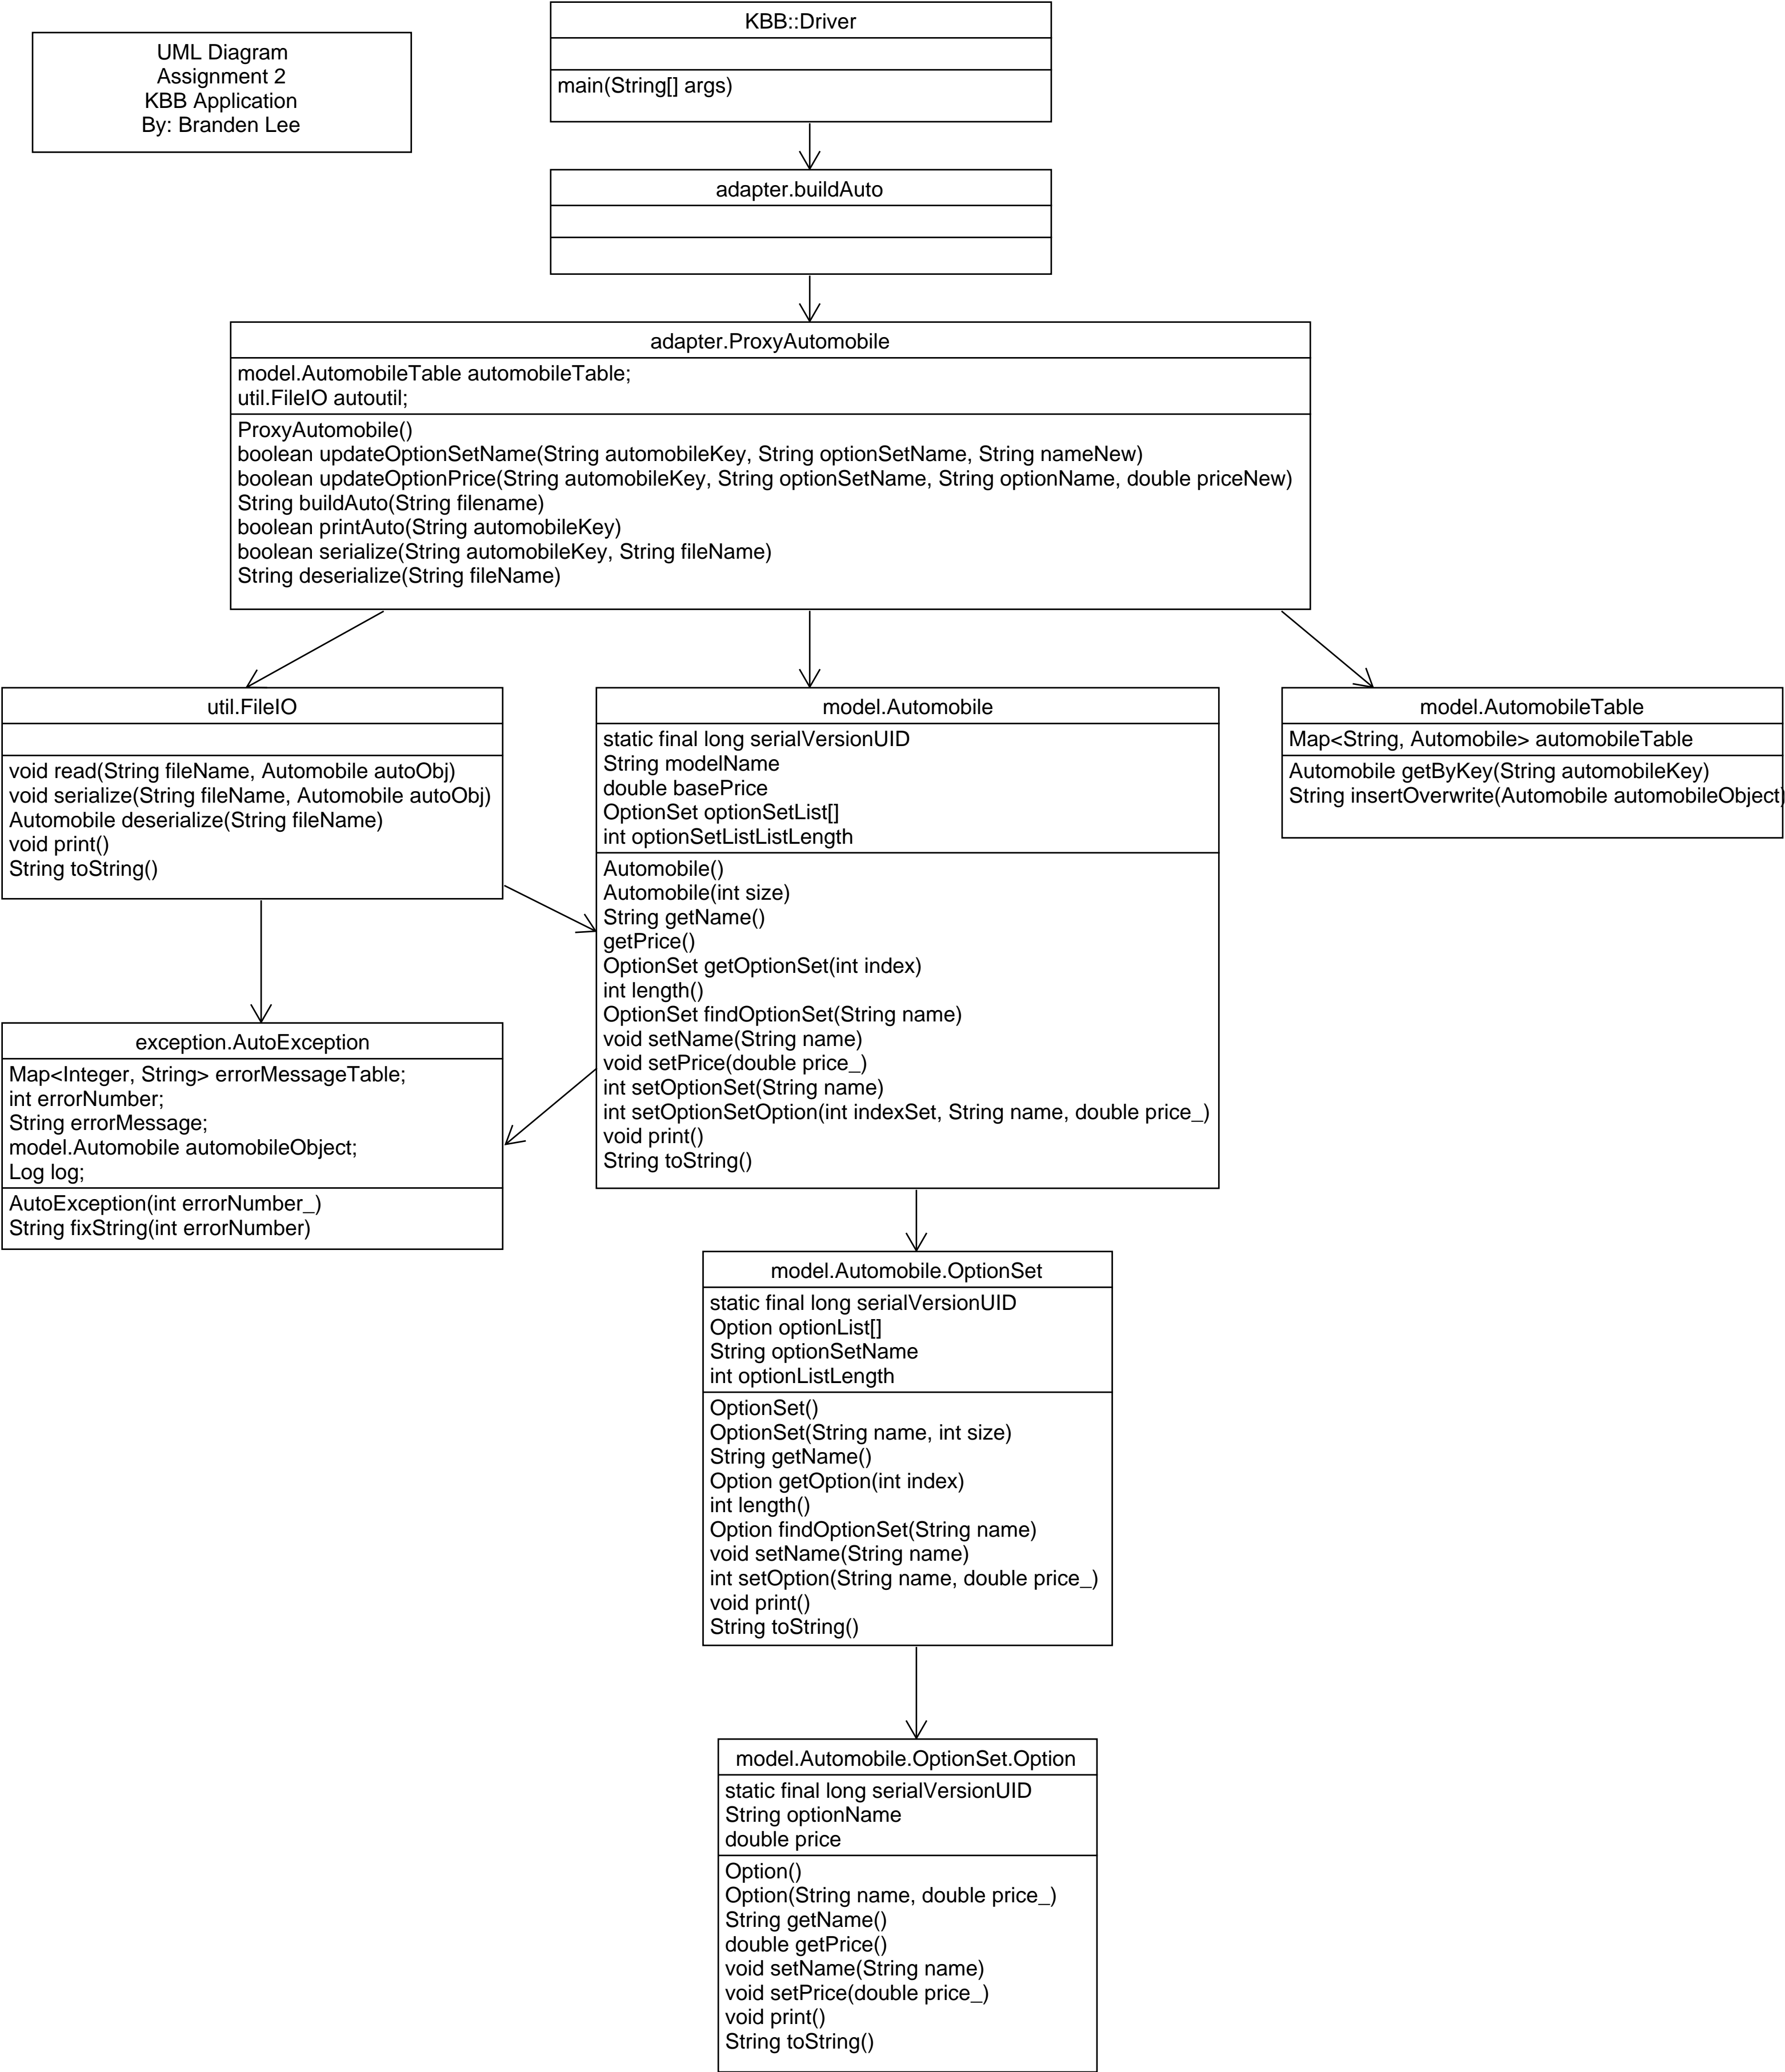 UML Diagram
Assignment 2
KBB Application
By: Branden Lee
KBB::Driver
main(String[] args)
adapter.buildAuto
adapter.ProxyAutomobile
model.AutomobileTable automobileTable;
util.FileIO autoutil;
ProxyAutomobile()
boolean updateOptionSetName(String automobileKey, String optionSetName, String nameNew)
boolean updateOptionPrice(String automobileKey, String optionSetName, String optionName, double priceNew)
String buildAuto(String filename)
boolean printAuto(String automobileKey)
boolean serialize(String automobileKey, String fileName)
String deserialize(String fileName)
util.FileIO
void read(String fileName, Automobile autoObj)
void serialize(String fileName, Automobile autoObj)
Automobile deserialize(String fileName)
void print()
String toString()
model.Automobile
static final long serialVersionUID
String modelName
double basePrice
OptionSet optionSetList[]
int optionSetListListLength
Automobile()
Automobile(int size)
String getName()
getPrice()
OptionSet getOptionSet(int index)
int length()
OptionSet findOptionSet(String name)
void setName(String name)
void setPrice(double price_)
int setOptionSet(String name)
int setOptionSetOption(int indexSet, String name, double price_)
void print()
String toString()
model.AutomobileTable
Map<String, Automobile> automobileTable
Automobile getByKey(String automobileKey)
String insertOverwrite(Automobile automobileObject)
exception.AutoException
Map<Integer, String> errorMessageTable;
int errorNumber;
String errorMessage;
model.Automobile automobileObject;
Log log;
AutoException(int errorNumber_)
String fixString(int errorNumber)
model.Automobile.OptionSet
static final long serialVersionUID
Option optionList[]
String optionSetName
int optionListLength
OptionSet()
OptionSet(String name, int size)
String getName()
Option getOption(int index)
int length()
Option findOptionSet(String name)
void setName(String name)
int setOption(String name, double price_)
void print()
String toString()
model.Automobile.OptionSet.Option
static final long serialVersionUID
String optionName
double price
Option()
Option(String name, double price_)
String getName()
double getPrice()
void setName(String name)
void setPrice(double price_)
void print()
String toString()